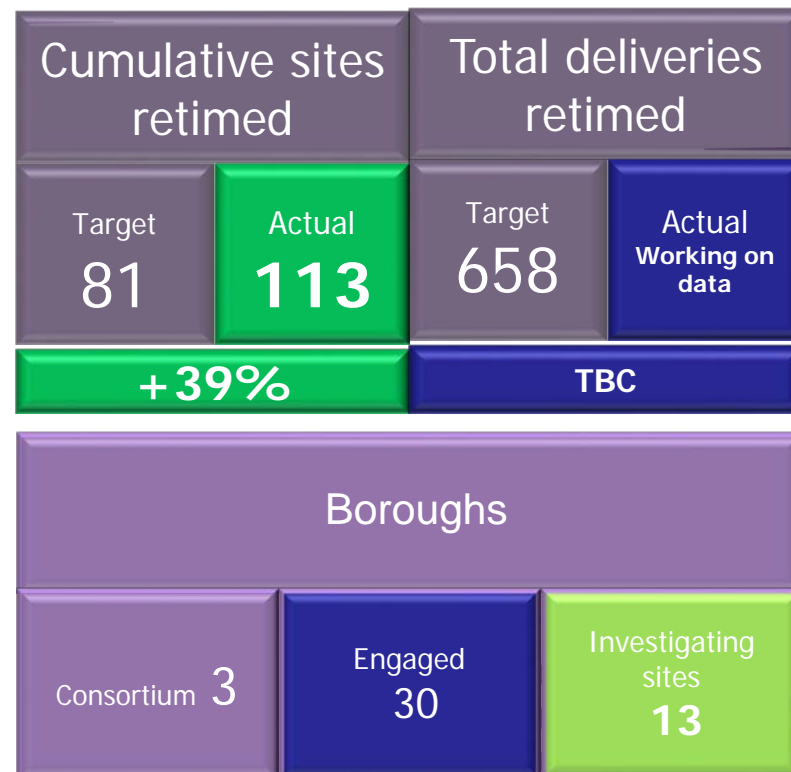 Cumulative sites
retimed
Total deliveries
retimed
Target
81
Actual
113
Target
658
Actual
Working on
data
+39%
TBC
Boroughs
Consortium 3
Engaged
30
Investigating
sites
13